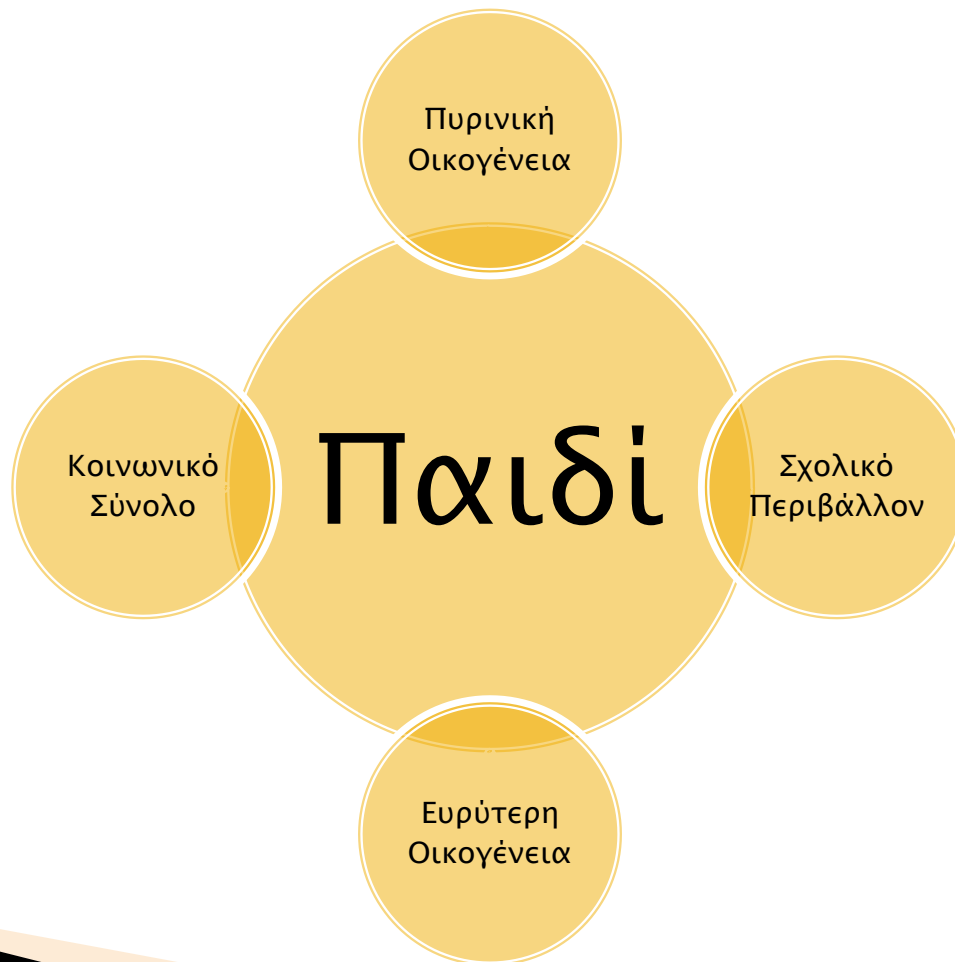 Πυρινική
Οικογένεια
Κοινωνικό
Σύνολο
Παιδί
Σχολικό
Περιβάλλον
Ευρύτερη
Οικογένεια